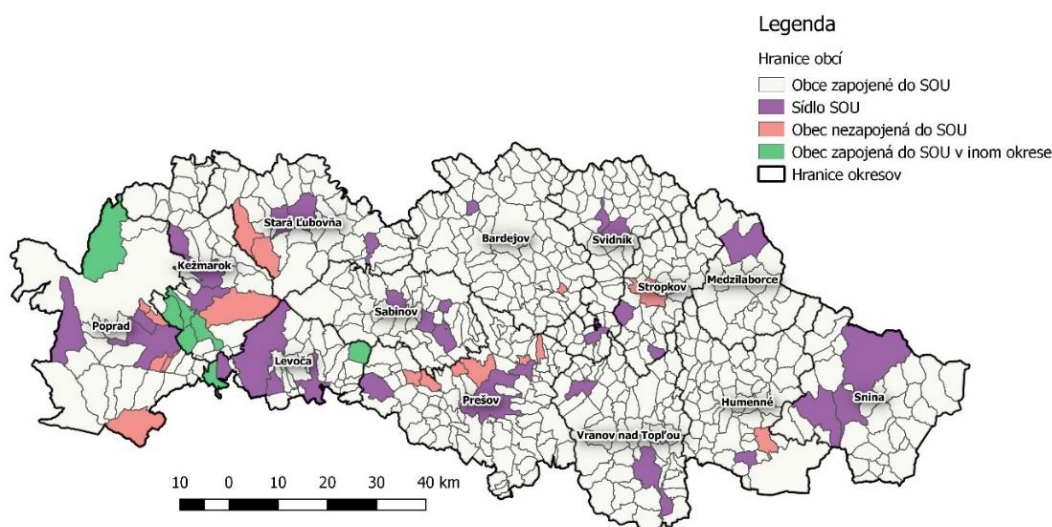 Legenda
Hranice obcí
Obce zapojené do SOU
Sídlo SOU
Obec nezapojená do SOU
Obec zapojená do SOU v inom okrese
Hranice okresov
Stará Ľubovňa
Bardejov
Svidník
Kežmarok
Medzilaborce
Stropkov
Sabinov
Poprad
Levoča
Prešov
Humenné
Snina
Vranov nad Topľou
10 0 10 20 30 40 km